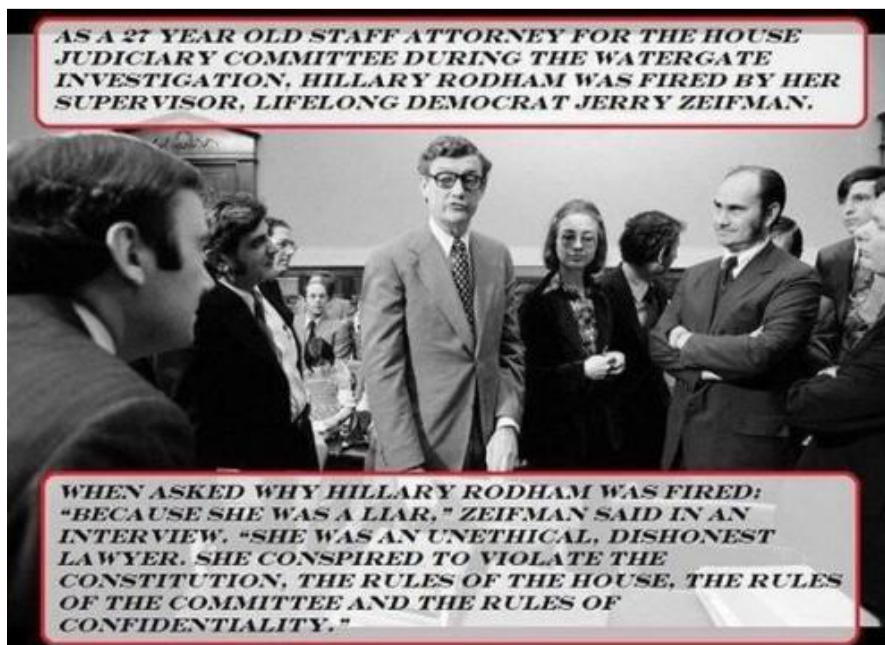 AS A 27 YEAR OLD STAFF ATTORNEY FOR THE HOUSE
JUDICIARY COMMITTEE DURING THE WATERGATE
INVESTIGATION, HILLARY RODHAM WAS FIRED BY HER
SUPERVISOR, LIFELONG DEMOCRAT JERRY ZEIFMAN.
WHEN ASKED WHY HILLARY RODHAM WAS FIRED:
“BECAUSE SHE WAS A LIAR,” ZEIFMAN SAID IN AN
INTERVIEW. “SHE WAS AN UNETHICAL, DISHONEST
LAWYER. SHE CONSPIRED TO VIOLATE THE
CONSTITUTION, THE RULES OF THE HOUSE, THE RULES
OF THE COMMITTEE AND THE RULES OF
CONFIDENTIALITY.”